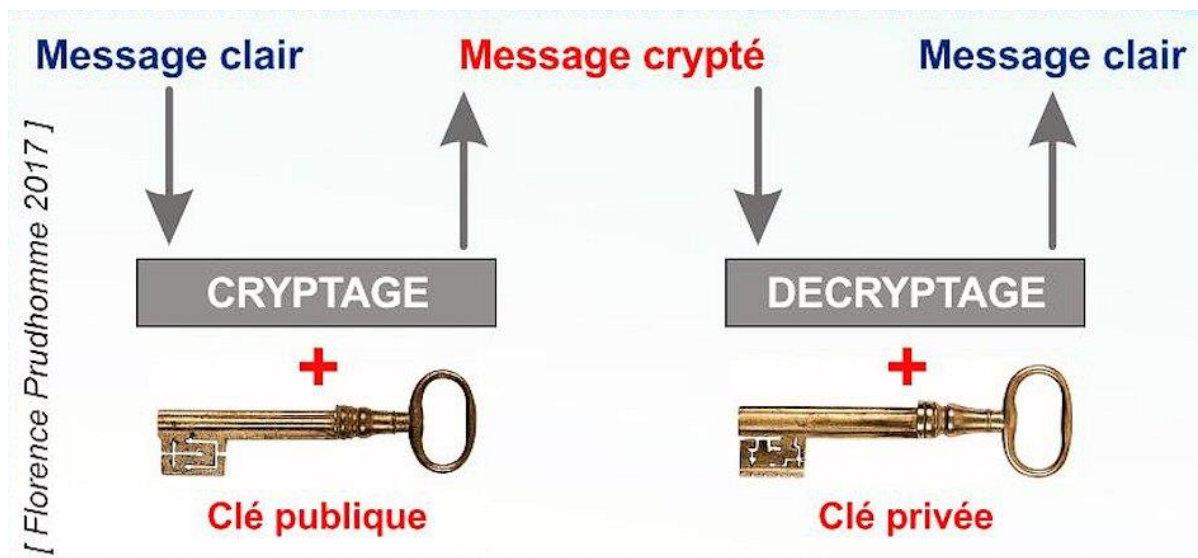 Message clair
Message crypté
Message clair
[ Florence Prudhomme 2017 ]
CRYPTAGE
DECRYPTAGE
+
+
Clé publique
Clé privée